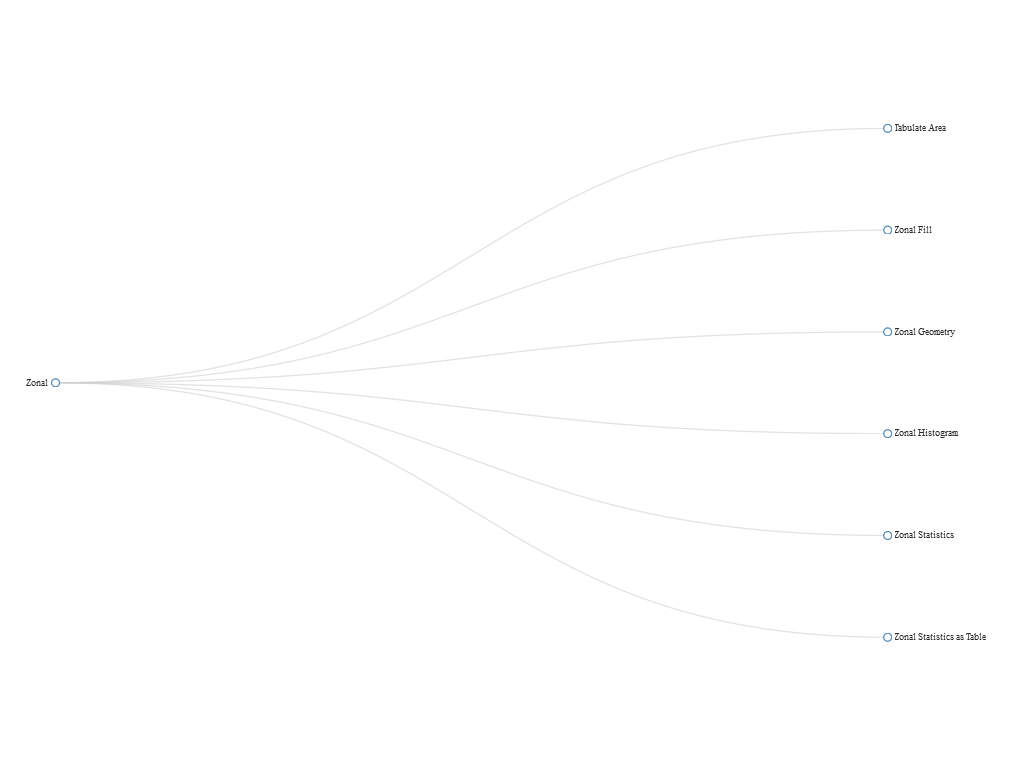 Tabulate Area
Zonal Fill
Zonal Geometry
Zonal
Zonal Histogram
Zonal Statistics
Zonal Statistics as Table